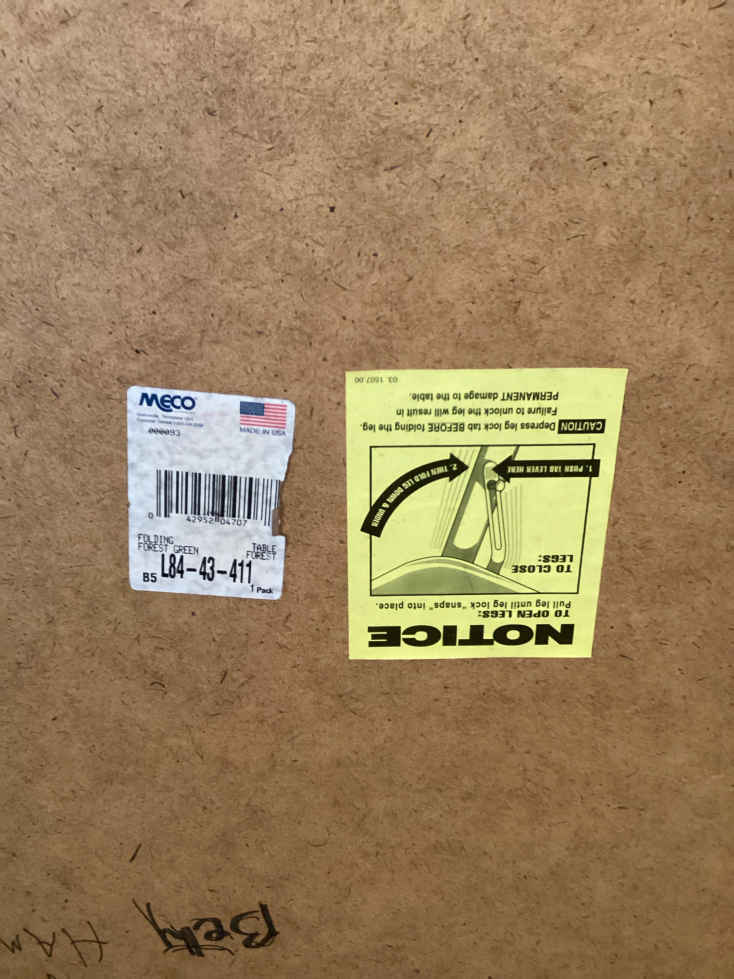 MECO
000093
MADE IN USA
0 42952 04707
FOLDING TABLE
FOREST GREEN FOREST
B5 L84-43-411
1 Pack
NOTICE
TO OPEN LEGS:
Pull leg until leg lock "snaps" into place.
TO CLOSE
LEGS:
1. PUSH TAB LEVER HERE
2. THEN FOLD LEG DOWN & UNDER
CAUTION Depress leg lock tab BEFORE folding the leg.
Failure to unlock the leg will result in
PERMANENT damage to the table.
03. 1507.00
HAM